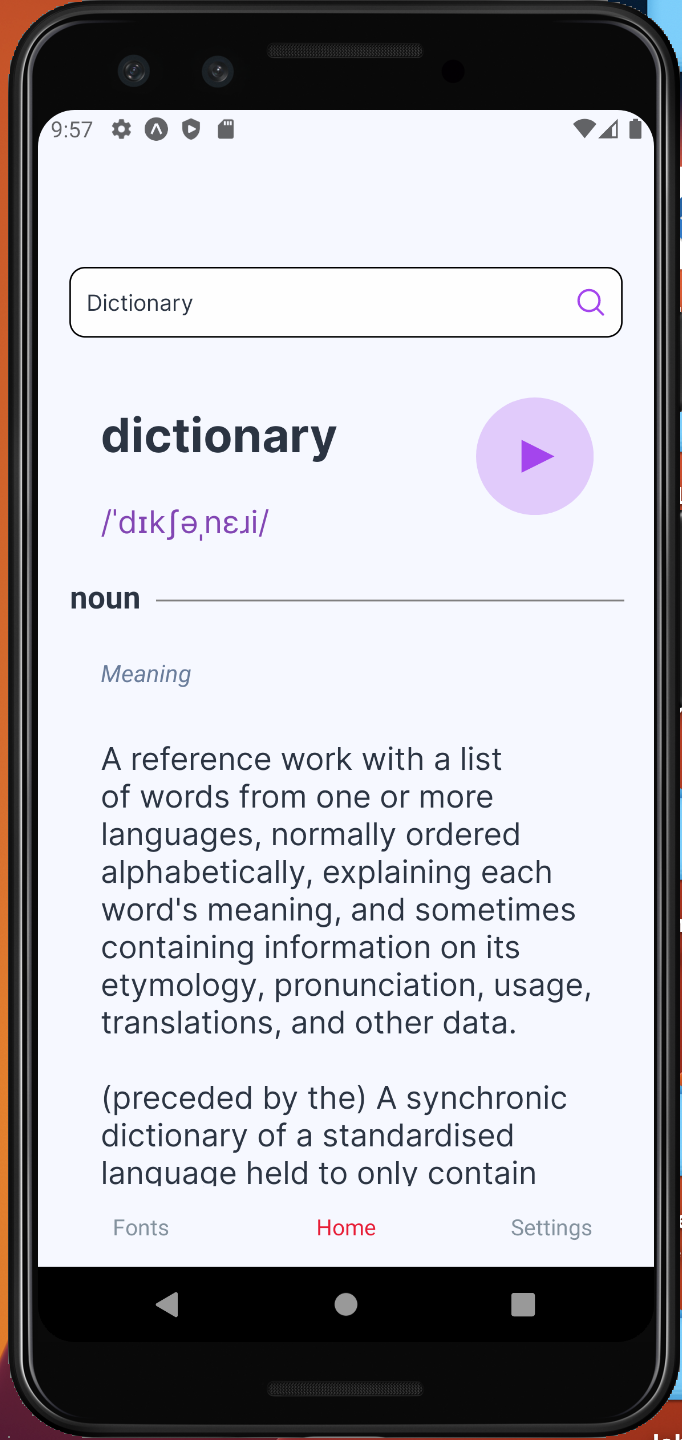 9:57
Dictionary
dictionary
/ˈdɪkʃəˌnɛɹi/
noun
Meaning
A reference work with a list
of words from one or more
languages, normally ordered
alphabetically, explaining each
word's meaning, and sometimes
containing information on its
etymology, pronunciation, usage,
translations, and other data.
(preceded by the) A synchronic
dictionary of a standardised
language held to only contain
Fonts Home Settings